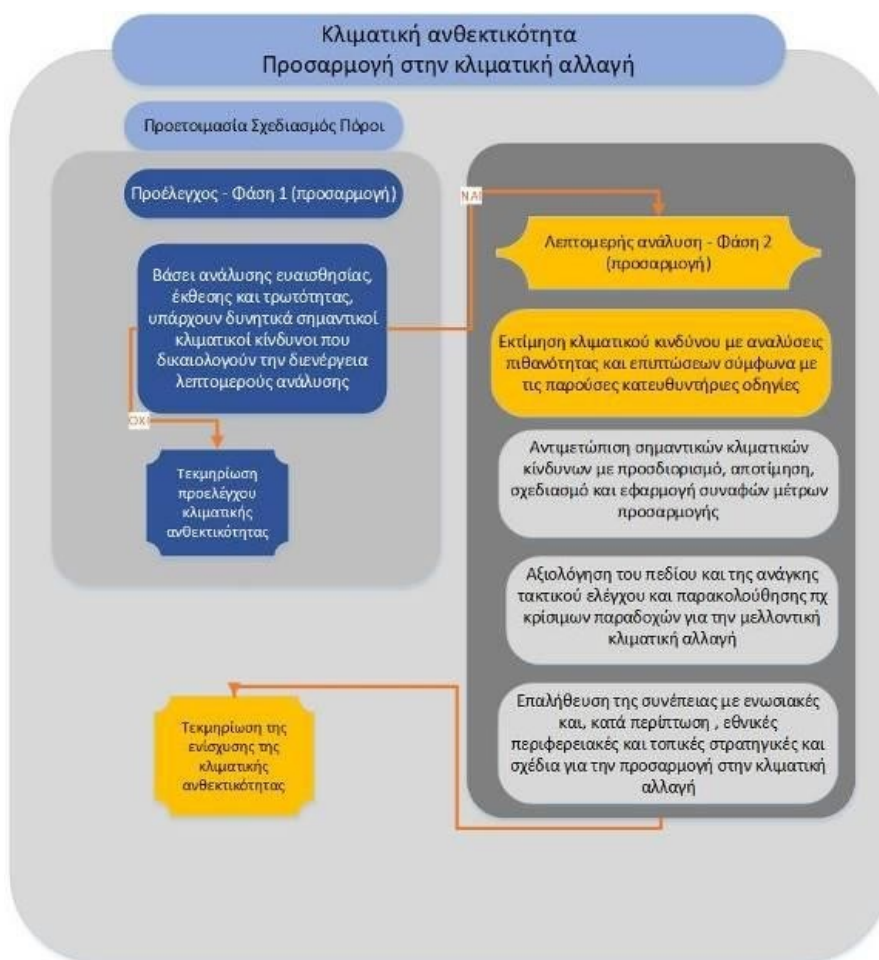 Κλιματική ανθεκτικότητα
Προσαρμογή στην κλιματική αλλαγή
Προετοιμασία Σχεδιασμός Πόροι
Προέλεγχος - Φάση 1 (προσαρμογή)
Βάσει ανάλυσης ευαισθησίας,
έκθεσης και τρωτότητας,
υπάρχουν δυνητικά σημαντικοί
κλιματικοί κίνδυνοι που
δικαιολογούν την διενέργεια
λεπτομερούς ανάλυσης
ΟΧΙ
Τεκμηρίωση
προελέγχου
κλιματικής
ανθεκτικότητας
ΝΑΙ
Λεπτομερής ανάλυση - Φάση 2
(προσαρμογή)
Εκτίμηση κλιματικού κινδύνου με αναλύσεις
πιθανότητας και επιπτώσεων σύμφωνα με
τις παρούσες κατευθυντήριες οδηγίες
Αντιμετώπιση σημαντικών κλιματικών
κίνδυνων με προσδιορισμό, αποτίμηση,
σχεδιασμό και εφαρμογή συναφών μέτρων
προσαρμογής
Αξιολόγηση του πεδίου και της ανάγκης
τακτικού ελέγχου και παρακολούθησης πχ
κρίσιμων παραδοχών για την μελλοντική
κλιματική αλλαγή
Επαλήθευση της συνέπειας με ενωσιακές
και, κατά περίπτωση , εθνικές
περιφερειακές και τοπικές στρατηγικές και
σχέδια για την προσαρμογή στην κλιματική
αλλαγή
Τεκμηρίωση της
ενίσχυσης της
κλιματικής
ανθεκτικότητας